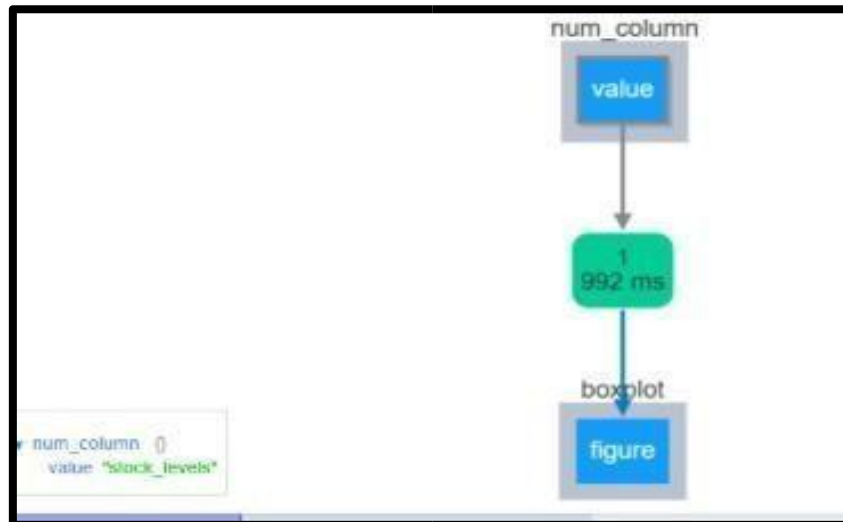 num_column
value
1
992 ms
boxplot
figure
num_column {}
value "stock_levels"